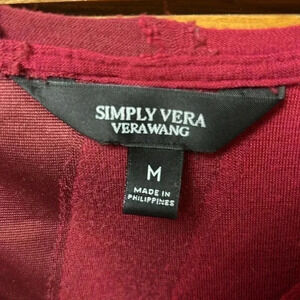 SIMPLY VERA
VERAWANG
M
MADE IN
PHILIPPINES